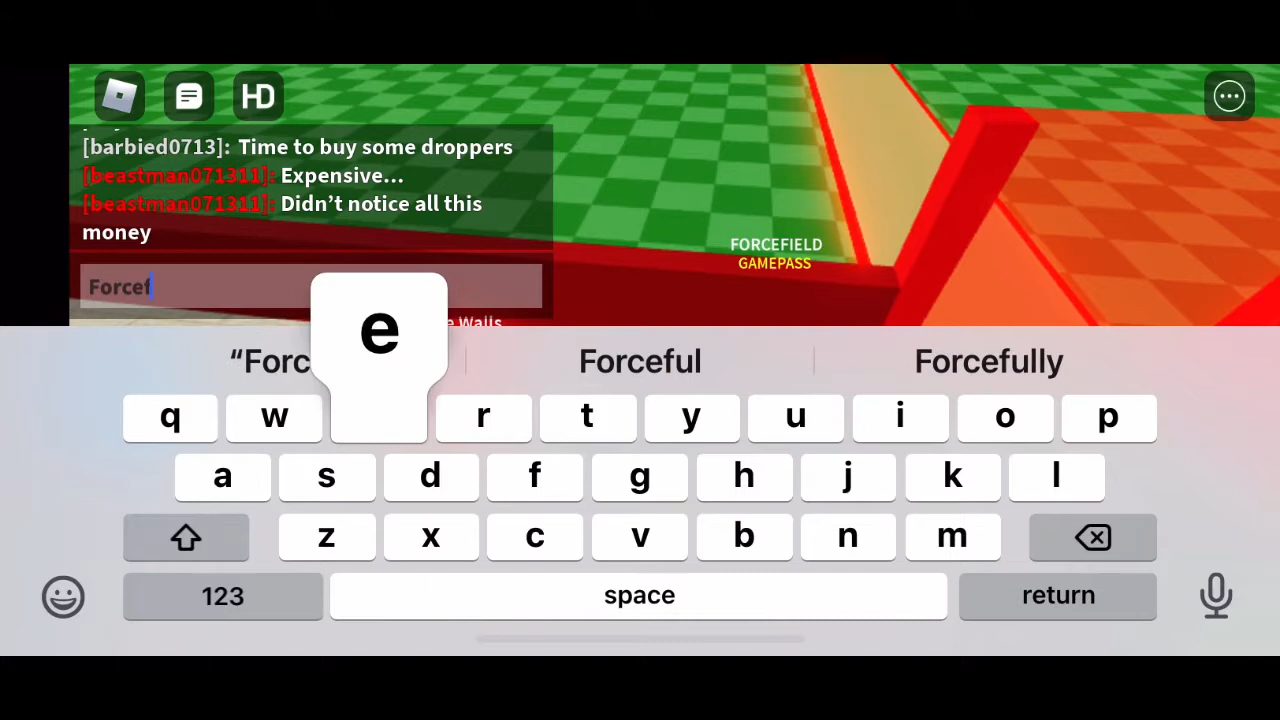 HD
[barbied0713]: Time to buy some droppers
[beastman071311]: Expensive...
[beastman071311]: Didn’t notice all this
money
FORCEFIELD
GAMEPASS
Forcef
e
Walls
“Forc
Forceful
Forcefully
q w r t y u i o p
a s d f g h j k l
z x c v b n m
123 space return